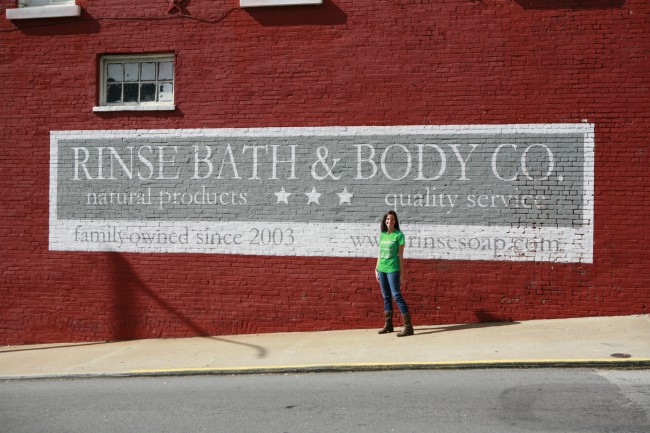 RINSE BATH & BODY CO.
natural products ★ ★ ★ quality service
family owned since 2003 www.rinsesoap.com